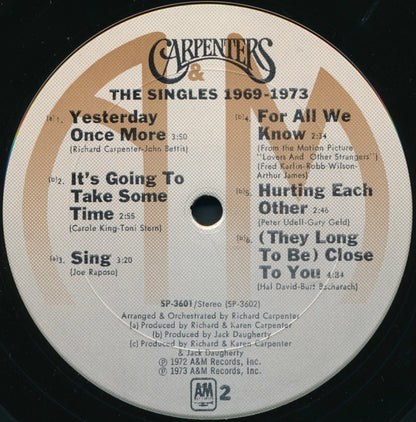 CARPENTERS
&
THE SINGLES 1969-1973
(a) 1. Yesterday
Once More 3:50
(Richard Carpenter-John Bettis)
(b) 2. It's Going To
Take Some
Time 2:55
(Carole King-Toni Stern)
(a) 3. Sing 3:20
(Joe Raposo)
(b) 4. For All We
Know 2:34
(From the Motion Picture
"Lovers And Other Strangers")
(Fred Karlin-Robb-Wilson-
Arthur James)
(b) 5. Hurting Each
Other 2:46
(Peter Udell-Gary Geld)
(b) 6. (They Long
To Be) Close
To You 4:34
(Hal David-Burt Bacharach)
SP-3601/Stereo (SP-3602)
Arranged & Orchestrated by Richard Carpenter
(a) Produced by Richard & Karen Carpenter
(b) Produced by Jack Daugherty
(c) Produced by Richard & Karen Carpenter
& Jack Daugherty
℗ 1972 A&M Records, Inc.
℗ 1973 A&M Records, Inc.
A&M 2